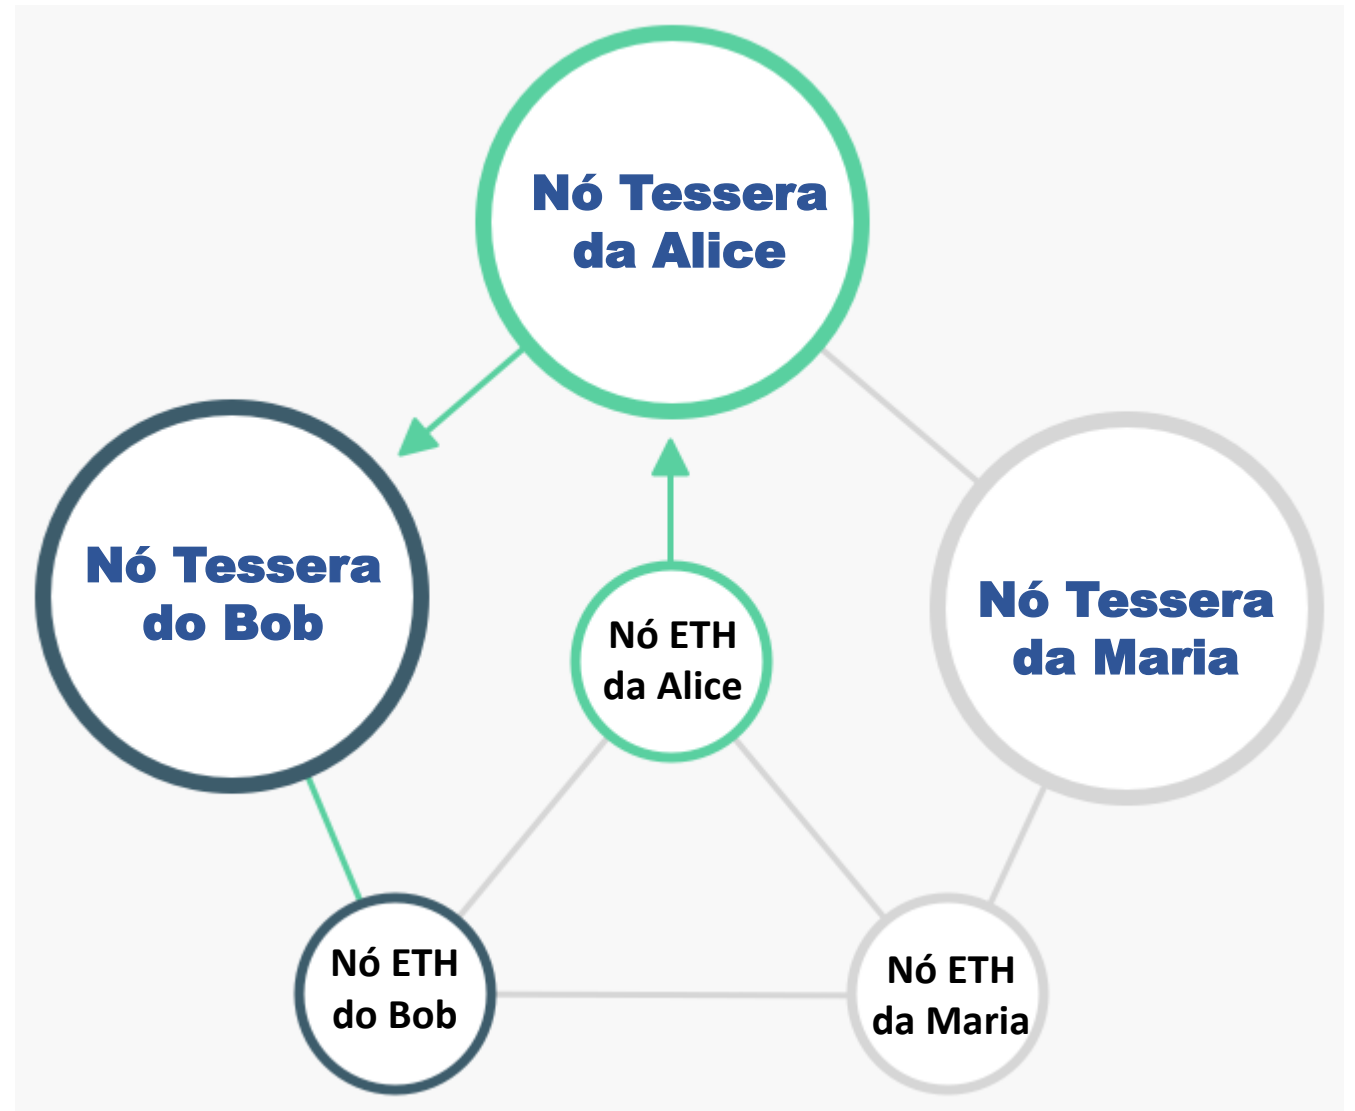 Nó Tessera
da Alice
Nó Tessera
do Bob
Nó ETH
da Alice
Nó Tessera
da Maria
Nó ETH
do Bob
Nó ETH
da Maria